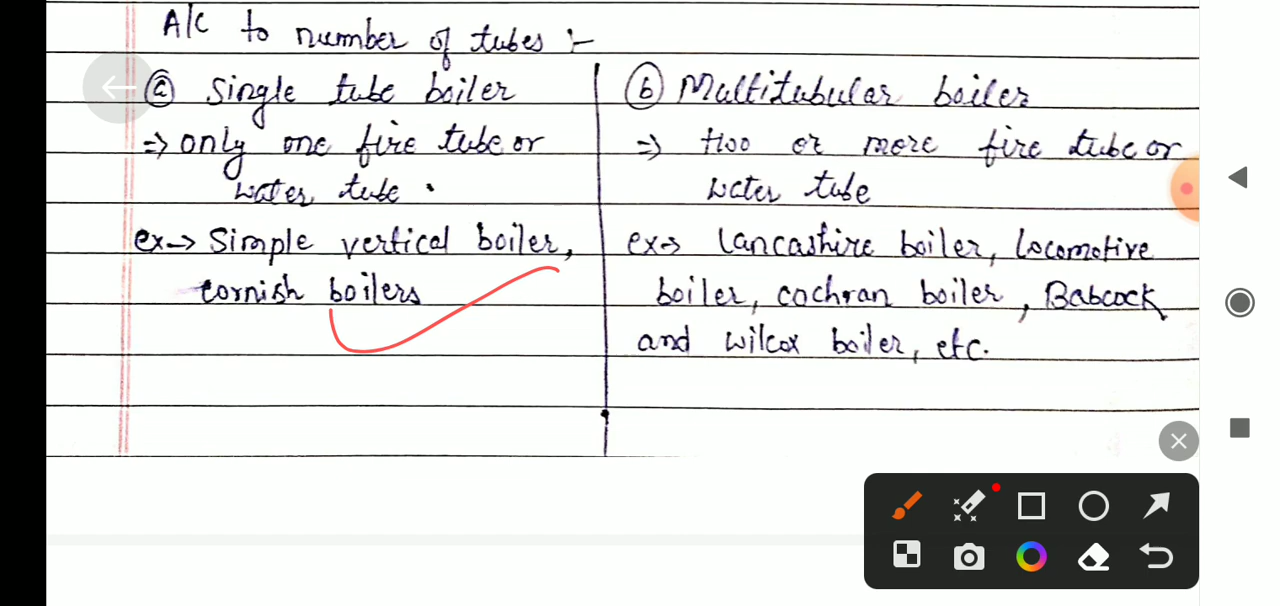 A/c to number of tubes :-
ⓐ Single tube boiler
⇒ only one fire tube or
water tube.
ex→ Simple vertical boiler,
cornish boilers
ⓑ Multitubular boiler
⇒ two or more fire tube or
water tube
ex→ Lancashire boiler, Locomotive
boiler, cochran boiler, Babcock
and wilcox boiler, etc.